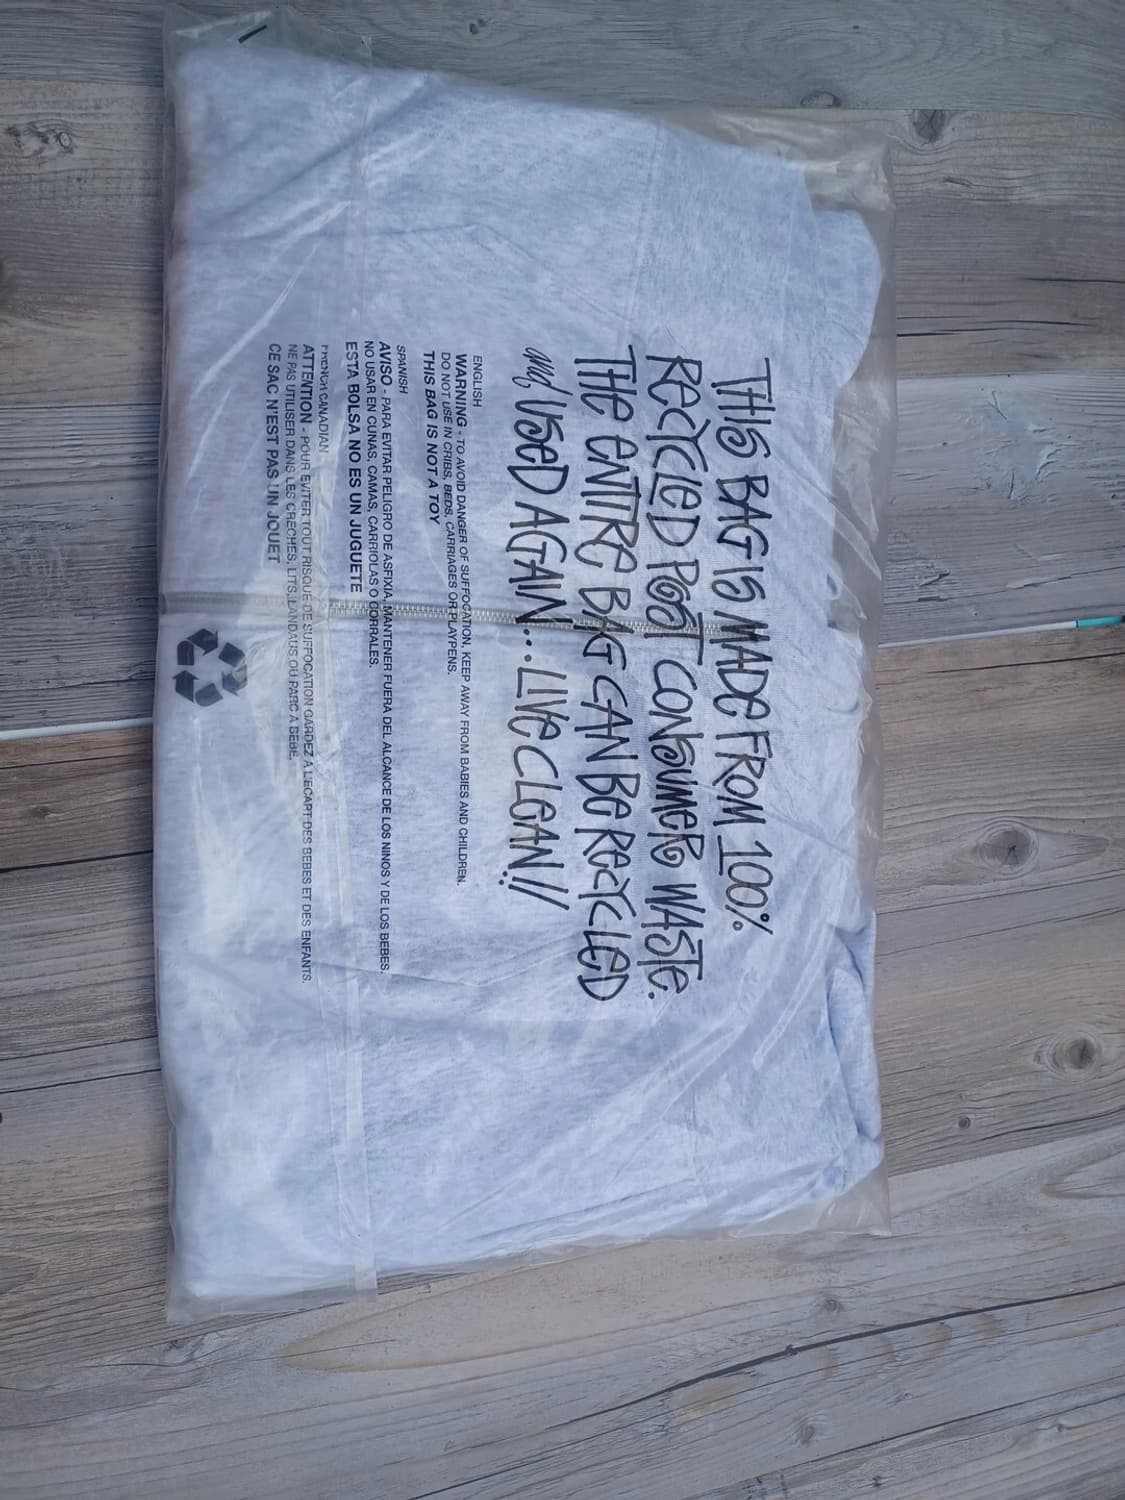 THIS BAG IS MADE FROM 100%
RECYCLED POST CONSUMER WASTE.
THE ENTIRE BAG CAN BE RECYCLED
and USED AGAIN...LIVE CLEAN!!
ENGLISH
WARNING - TO AVOID DANGER OF SUFFOCATION, KEEP AWAY FROM BABIES AND CHILDREN.
DO NOT USE IN CRIBS, BEDS, CARRIAGES OR PLAYPENS.
THIS BAG IS NOT A TOY
SPANISH
AVISO - PARA EVITAR PELIGRO DE ASFIXIA, MANTENER FUERA DEL ALCANCE DE LOS NINOS Y DE LOS BEBES.
NO USAR EN CUNAS, CAMAS, CARRIOLAS O CORRALES.
ESTA BOLSA NO ES UN JUGUETE
FRENCH CANADIAN
ATTENTION - POUR EVITER TOUT RISQUE DE SUFFOCATION GARDEZ A L'ECART DES BEBES ET DES ENFANTS.
NE PAS UTILISER DANS LES CRECHES, LITS, LANDAUS OU PARC A BEBE.
CE SAC N'EST PAS UN JOUET